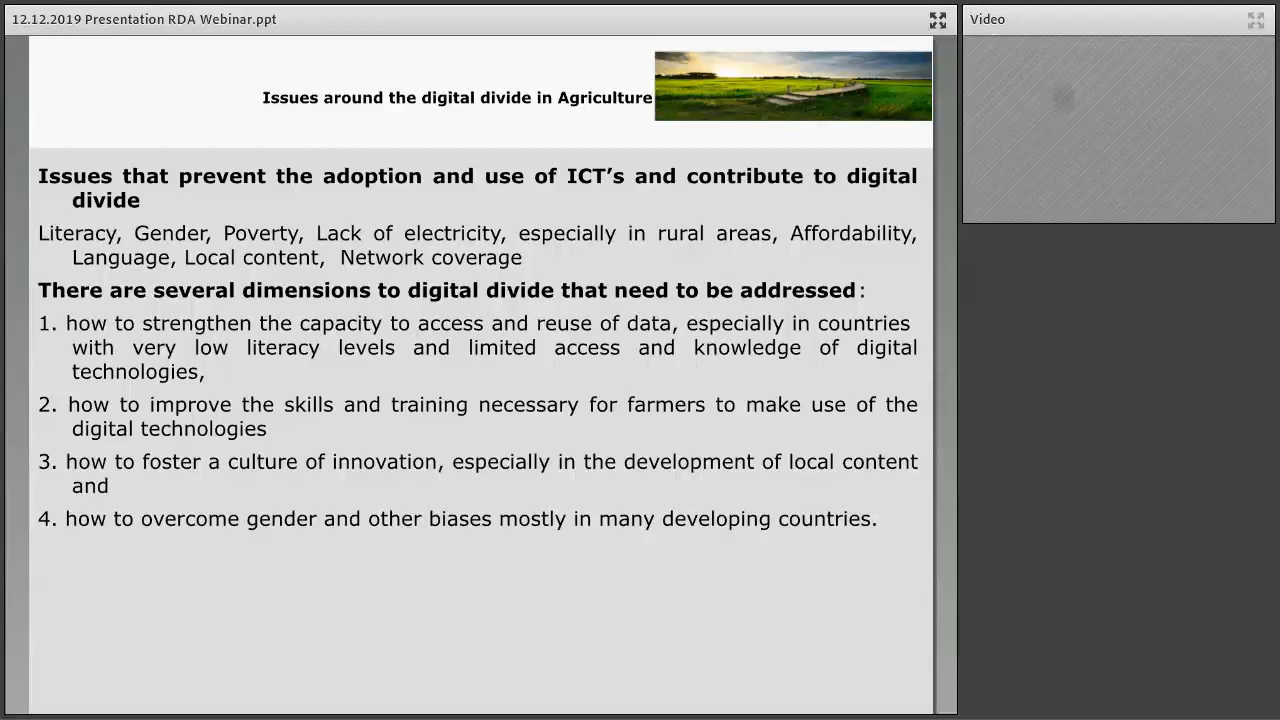 12.12.2019 Presentation RDA Webinar.ppt
Video
Issues around the digital divide in Agriculture
Issues that prevent the adoption and use of ICT’s and contribute to digital
divide
Literacy, Gender, Poverty, Lack of electricity, especially in rural areas, Affordability,
Language, Local content, Network coverage
There are several dimensions to digital divide that need to be addressed:
1. how to strengthen the capacity to access and reuse of data, especially in countries
with very low literacy levels and limited access and knowledge of digital
technologies,
2. how to improve the skills and training necessary for farmers to make use of the
digital technologies
3. how to foster a culture of innovation, especially in the development of local content
and
4. how to overcome gender and other biases mostly in many developing countries.